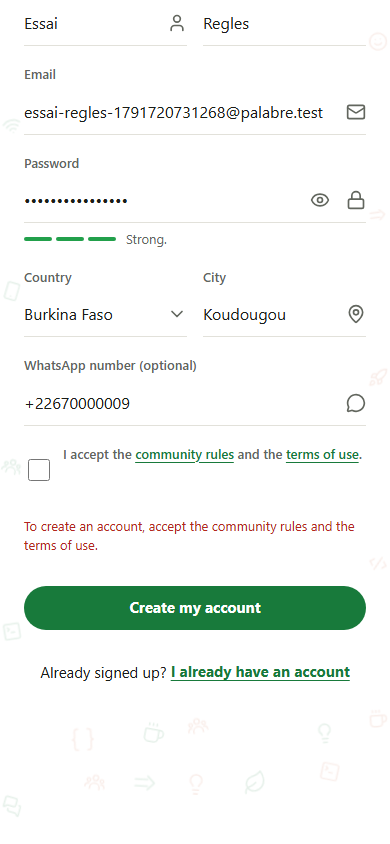 Essai Regles
Email
essai-regles-1791720731268@palabre.test
Password
••••••••••••••••
Strong.
Country City
Burkina Faso Koudougou
WhatsApp number (optional)
+22670000009
I accept the community rules and the terms of use.
To create an account, accept the community rules and the
terms of use.
Create my account
Already signed up? I already have an account